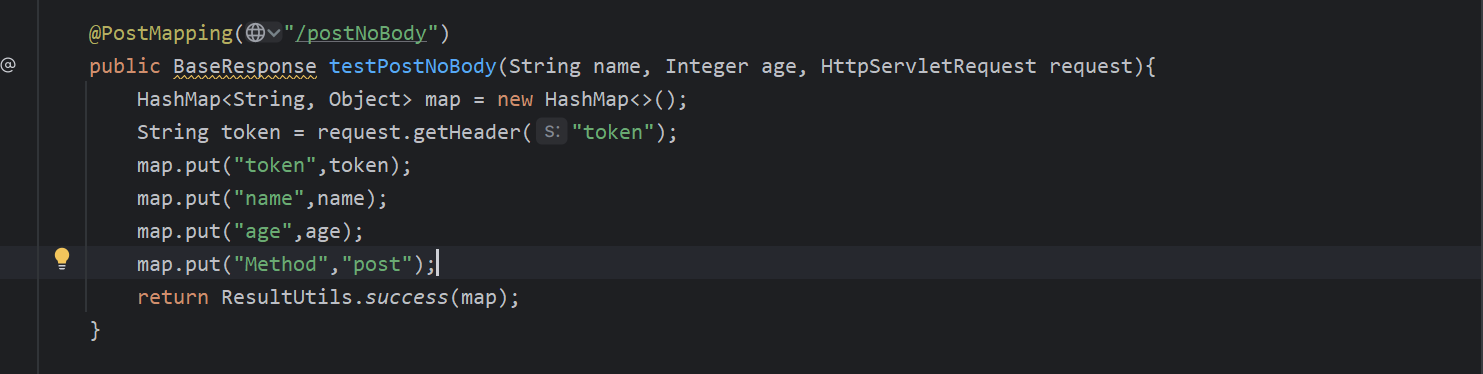 @PostMapping("/postNoBody")
@
public BaseResponse testPostNoBody(String name, Integer age, HttpServletRequest request){
HashMap<String, Object> map = new HashMap<>();
String token = request.getHeader( s: "token");
map.put("token",token);
map.put("name",name);
map.put("age",age);
map.put("Method","post");
return ResultUtils.success(map);
}